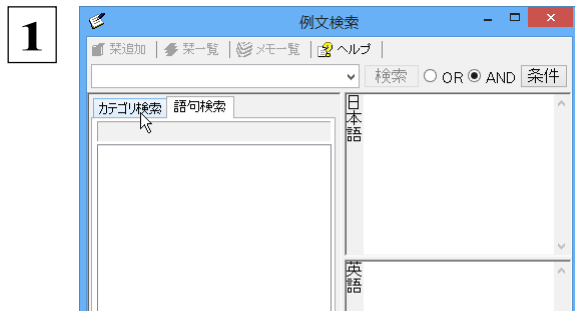 1
例文検索
栞追加 栞一覧 メモ一覧 ヘルプ
検索 OR AND 条件
カテゴリ検索 語句検索
日本語
英語